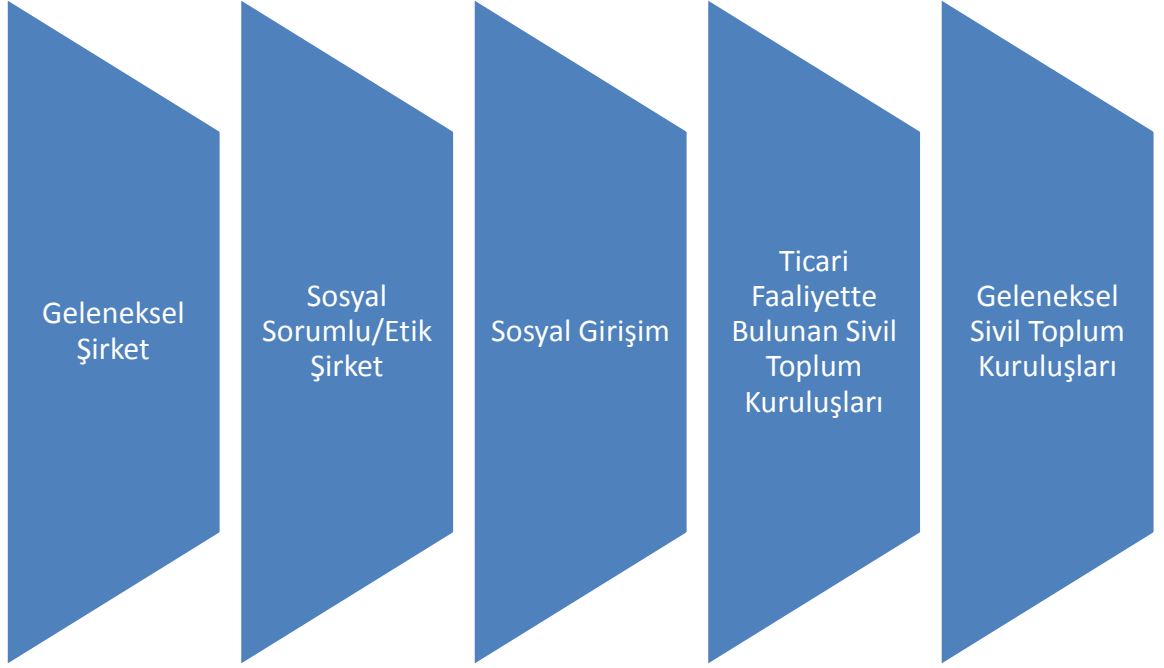 Geleneksel
Şirket
Sosyal
Sorumlu/Etik
Şirket
Sosyal Girişim
Ticari
Faaliyette
Bulunan Sivil
Toplum
Kuruluşları
Geleneksel
Sivil Toplum
Kuruluşları